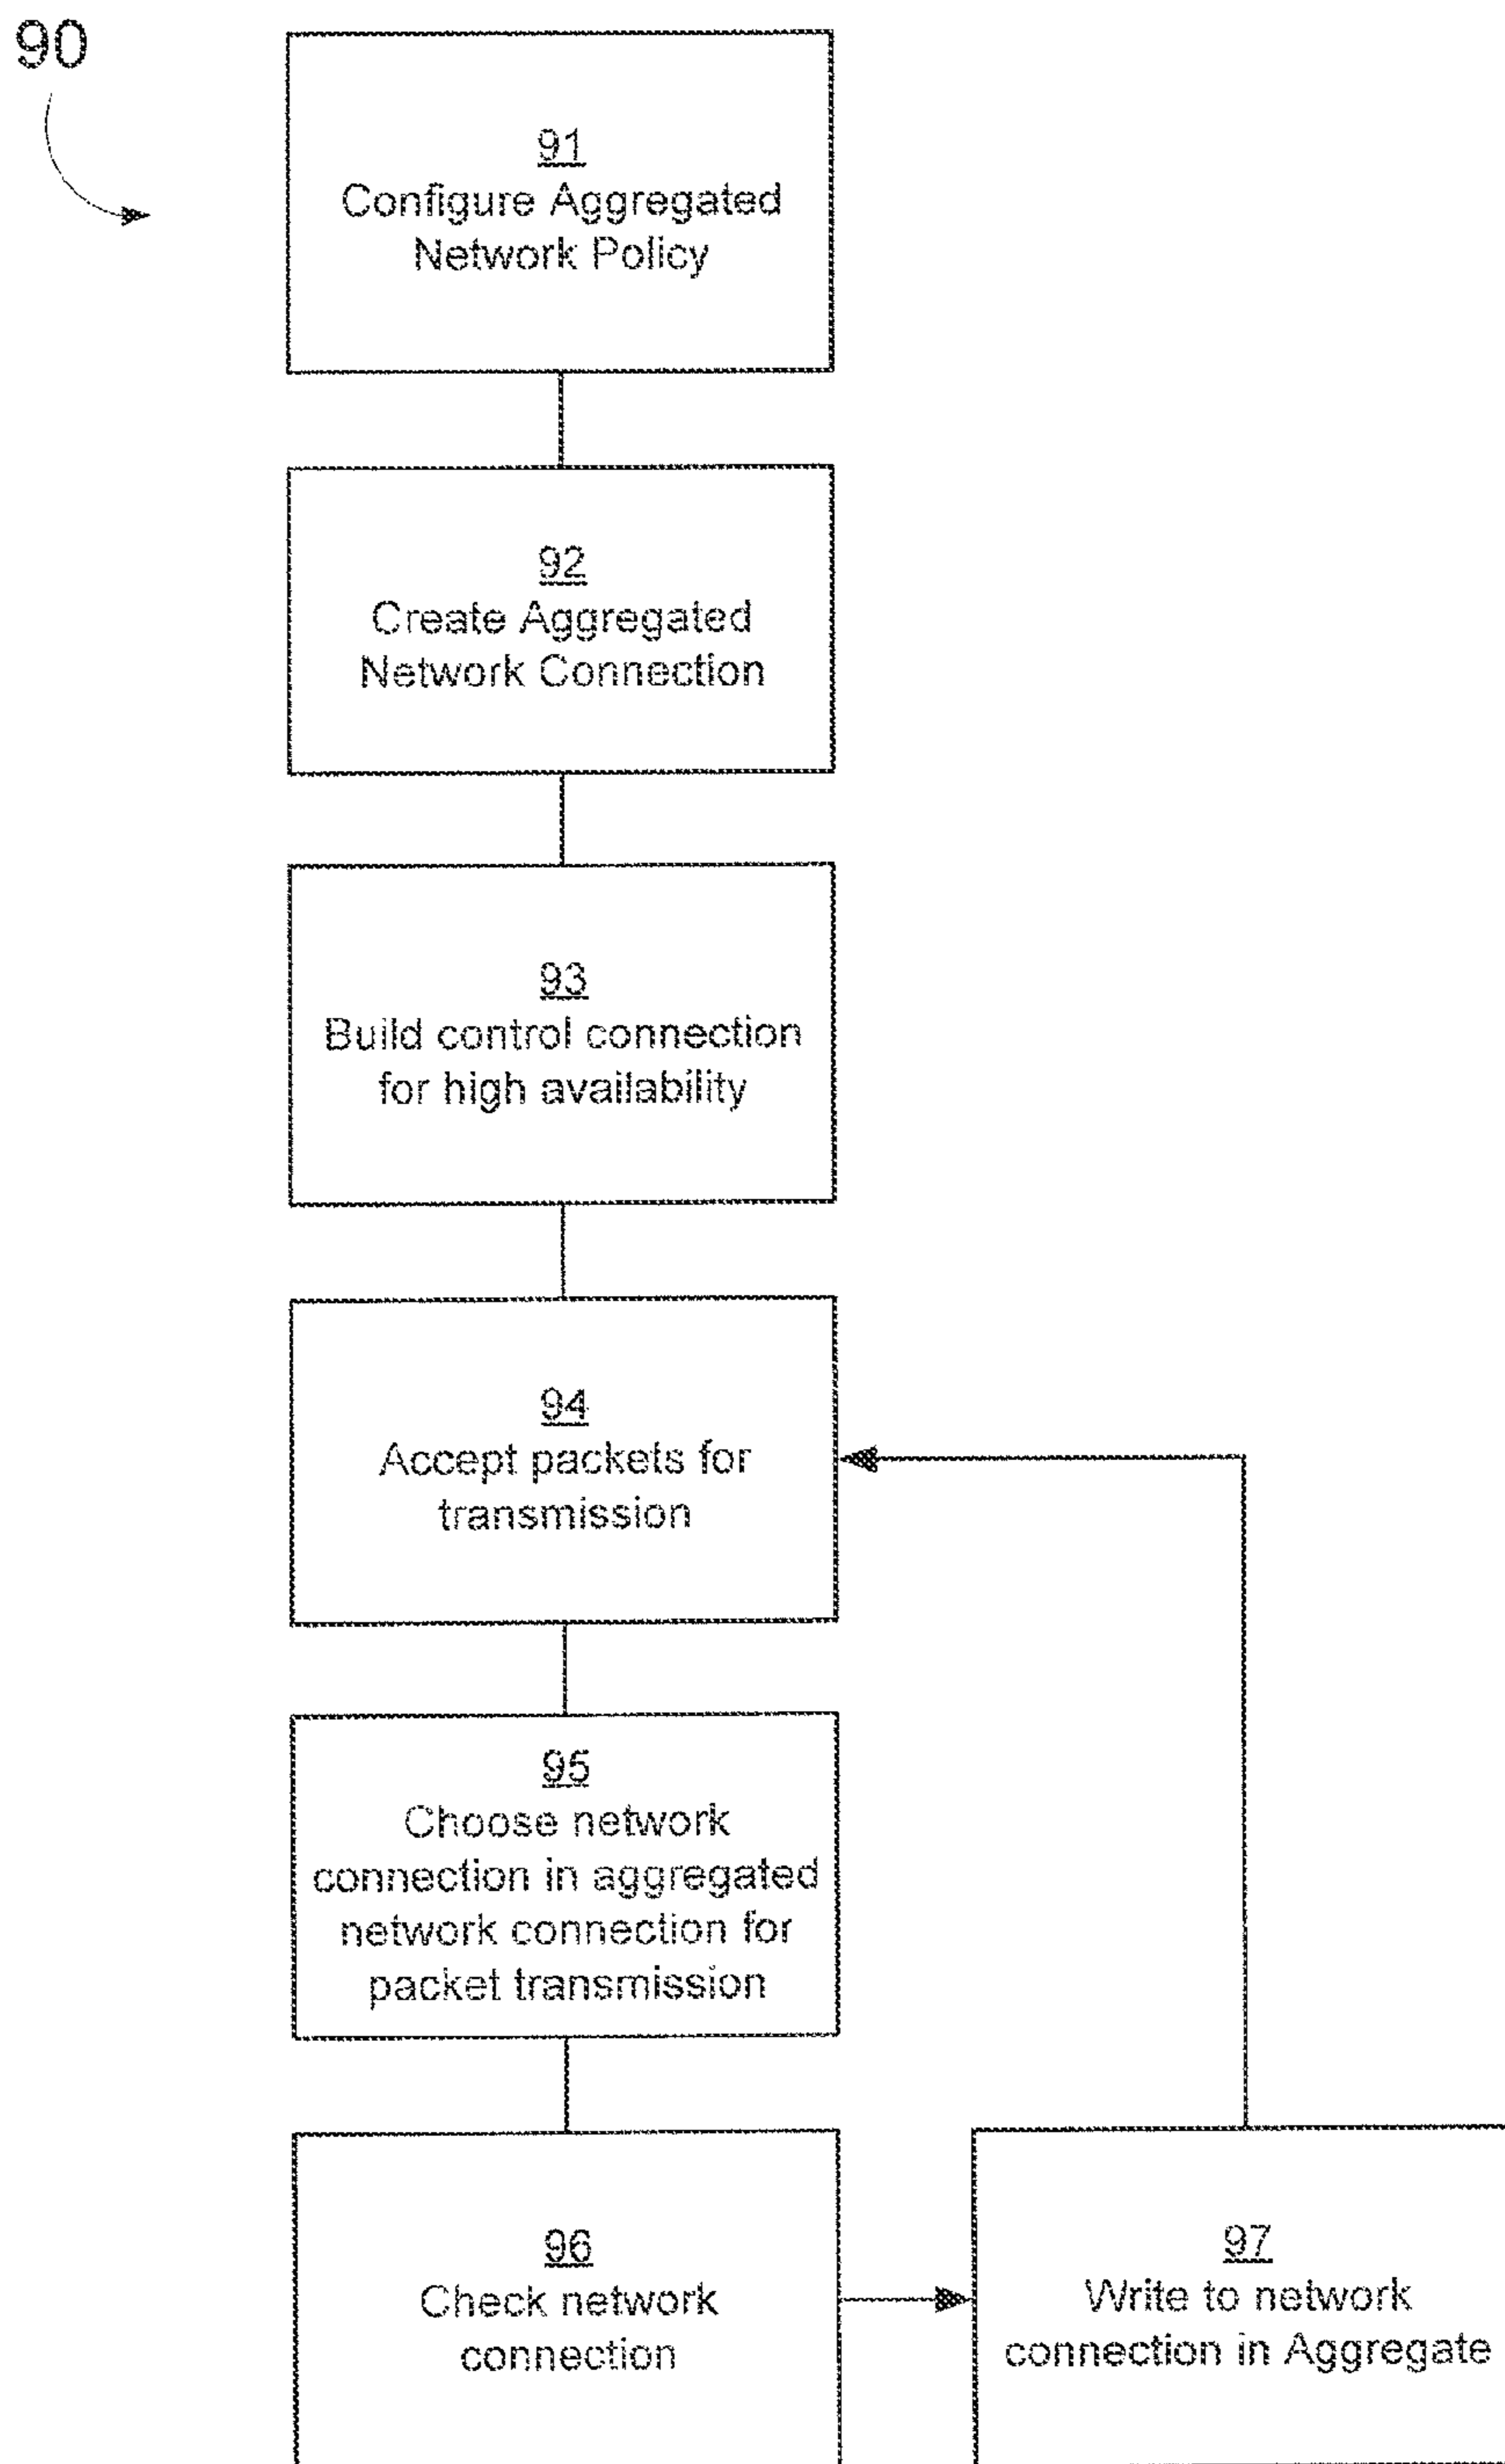 90
91
Configure Aggregated
Network Policy
92
Create Aggregated
Network Connection
93
Build control connection
for high availability
94
Accept packets for
transmission
95
Choose network
connection in aggregated
network connection for
packet transmission
96
Check network
connection
97
Write to network
connection in Aggregate